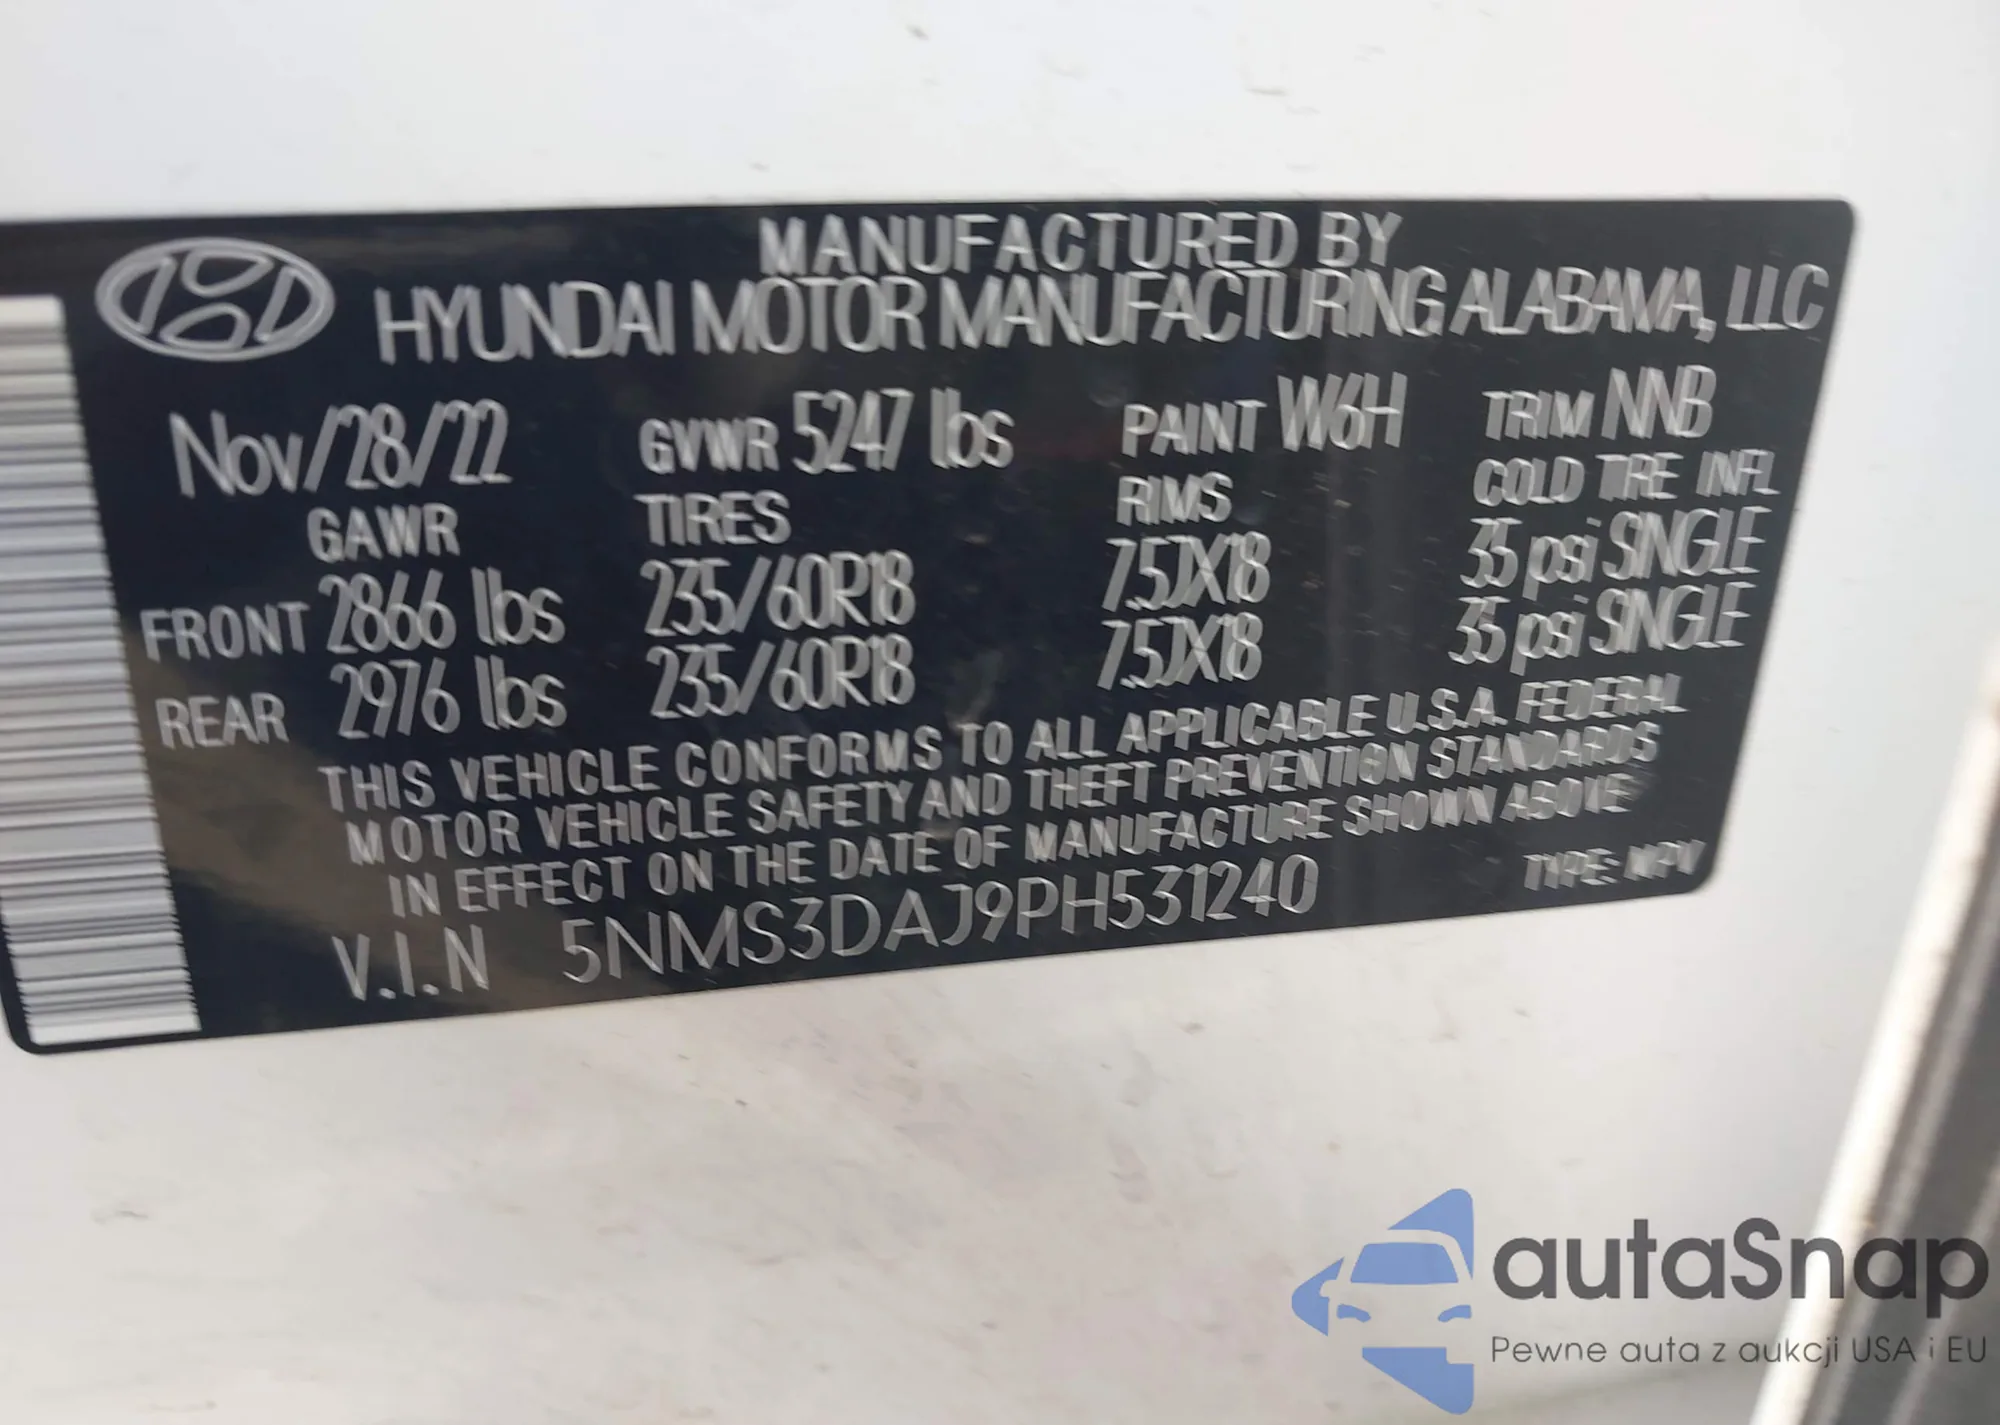 MANUFACTURED BY
HYUNDAI MOTOR MANUFACTURING ALABAMA, LLC
Nov/28/22 GVWR 5247 lbs PAINT W6H TRIM NNB
GAWR TIRES RIMS COLD TIRE INFL
FRONT 2866 lbs 235/60R18 7.5JX18 35 psi SINGLE
REAR 2976 lbs 235/60R18 7.5JX18 35 psi SINGLE
THIS VEHICLE CONFORMS TO ALL APPLICABLE U.S.A. FEDERAL
MOTOR VEHICLE SAFETY AND THEFT PREVENTION STANDARDS
IN EFFECT ON THE DATE OF MANUFACTURE SHOWN ABOVE
V.I.N 5NMS3DAJ9PH531240 TYPE: MPV
autaSnap
Pewne auta z aukcji USA i EU